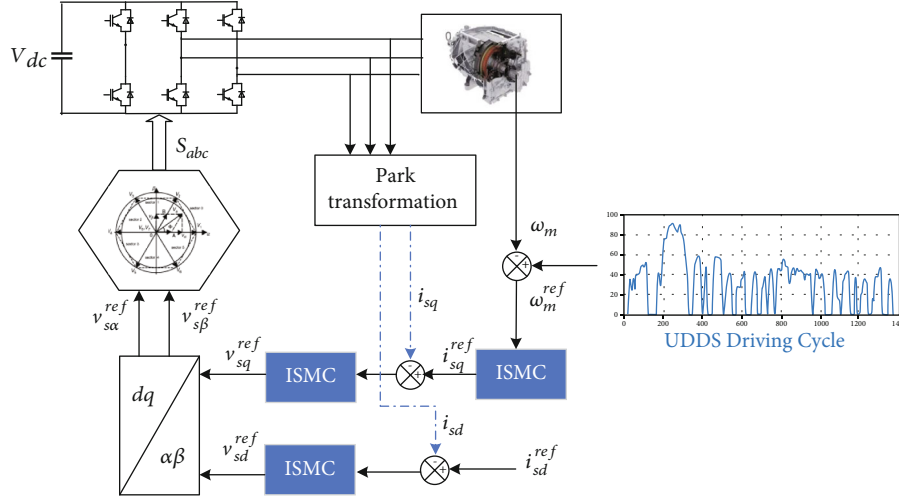 V_dc
S_abc
Park
transformation
ω_m
ω_m^ref
i_sq
v_sα^ref
v_sβ^ref
v_sq^ref
ISMC
i_sq^ref
ISMC
dq
αβ
v_sd^ref
ISMC
i_sd
i_sd^ref
100
80
60
40
20
0
0 200 400 600 800 1000 1200 140
UDDS Driving Cycle